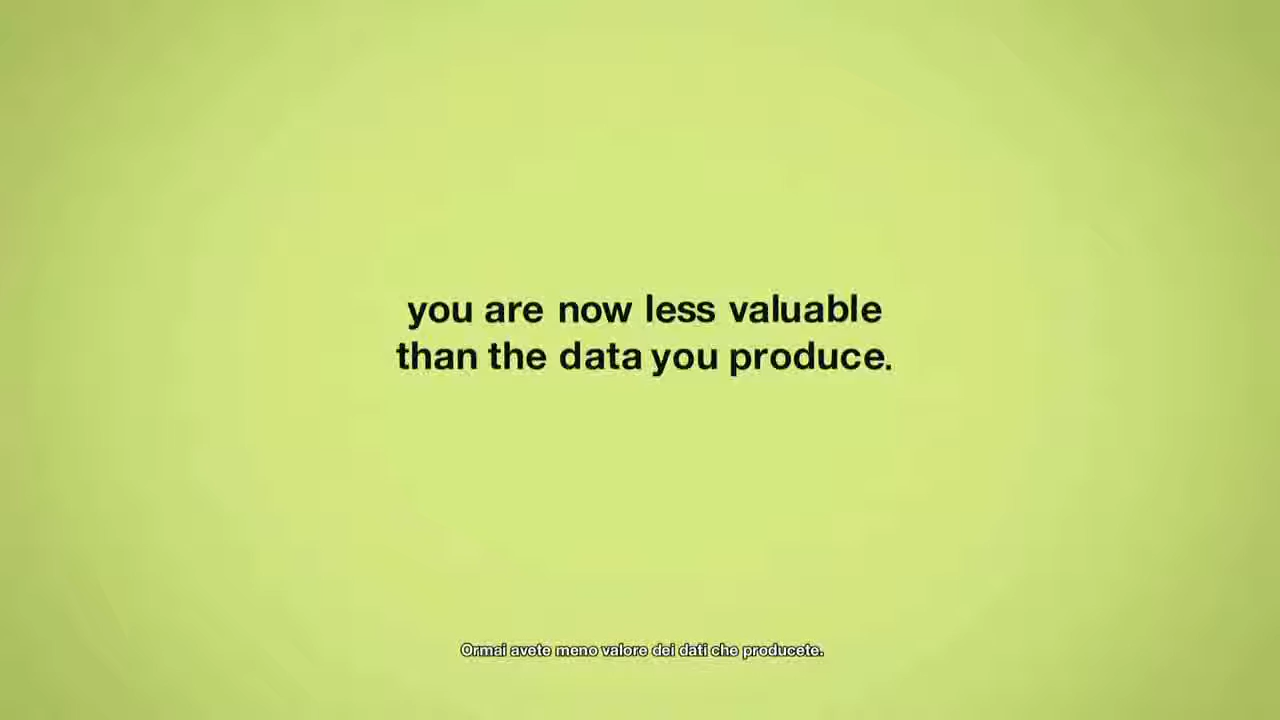 you are now less valuable
than the data you produce.
Ormai avete meno valore dei dati che producete.